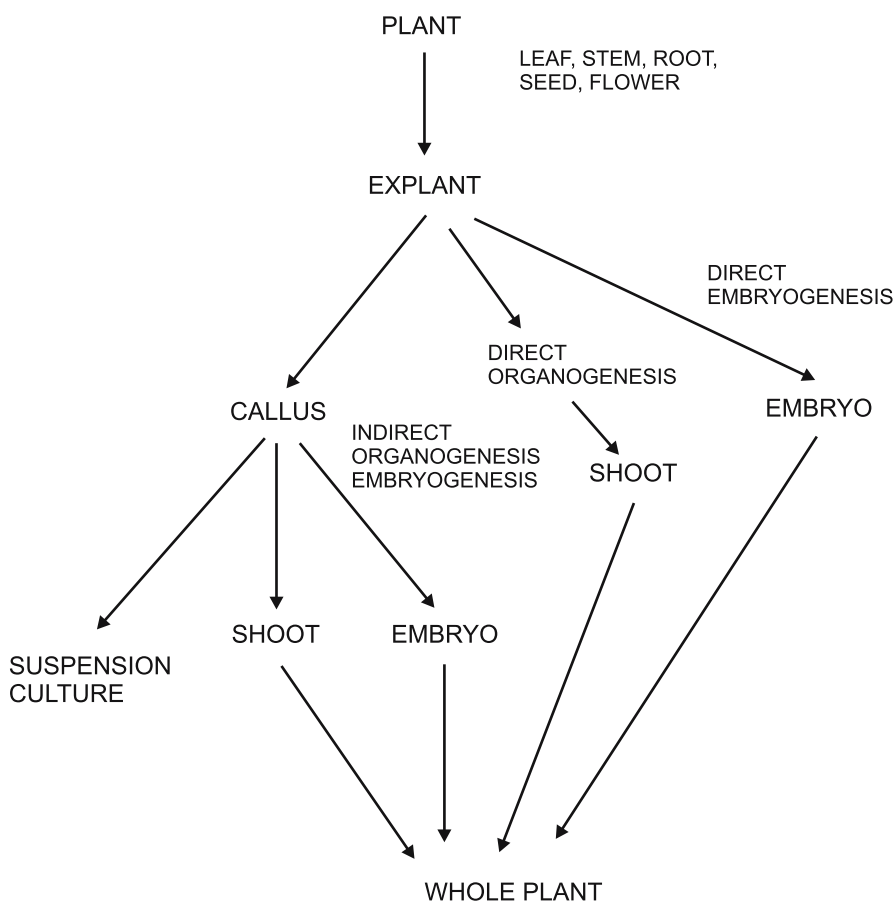 PLANT
LEAF, STEM, ROOT,
SEED, FLOWER
EXPLANT
DIRECT
EMBRYOGENESIS
DIRECT
ORGANOGENESIS
CALLUS
EMBRYO
INDIRECT
ORGANOGENESIS
EMBRYOGENESIS
SHOOT
SHOOT
EMBRYO
SUSPENSION
CULTURE
WHOLE PLANT